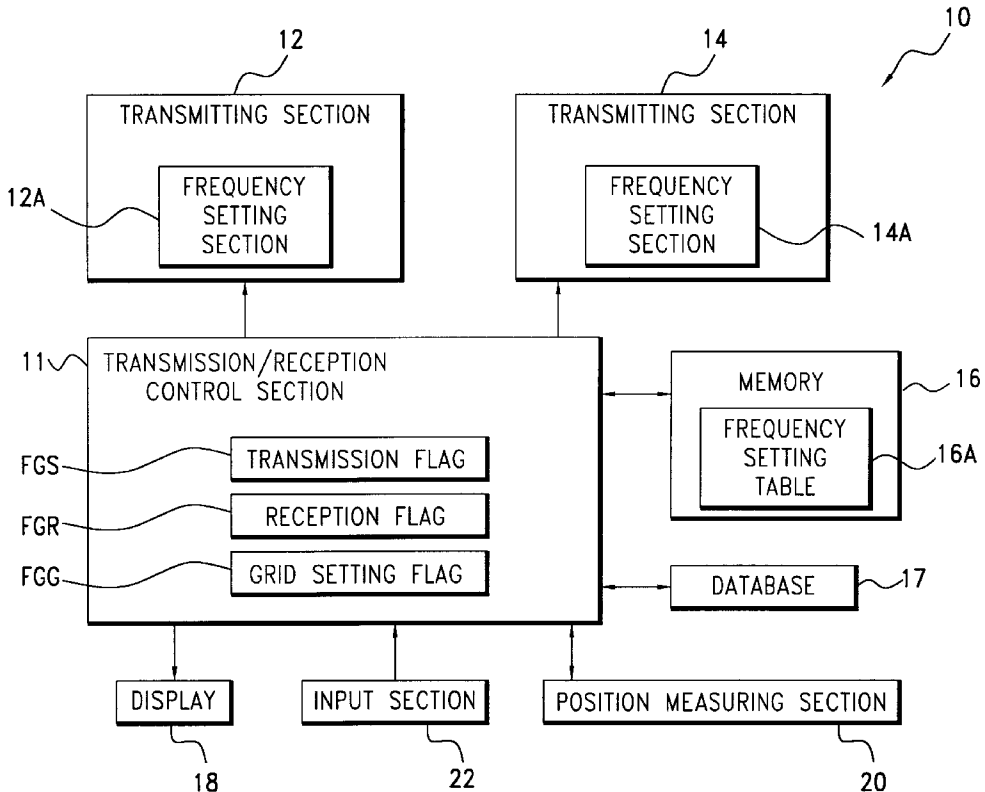 10
12
14
TRANSMITTING SECTION
TRANSMITTING SECTION
12A
FREQUENCY
SETTING
SECTION
FREQUENCY
SETTING
SECTION
14A
11
TRANSMISSION/RECEPTION
CONTROL SECTION
MEMORY
16
FREQUENCY
SETTING
TABLE
16A
FGS
TRANSMISSION FLAG
FGR
RECEPTION FLAG
FGG
GRID SETTING FLAG
DATABASE
17
DISPLAY
INPUT SECTION
POSITION MEASURING SECTION
18
22
20